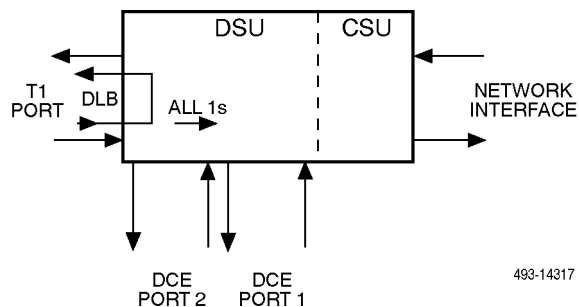 DSU
CSU
T1
PORT
DLB
ALL 1s
NETWORK
INTERFACE
DCE
PORT 2
DCE
PORT 1
493-14317